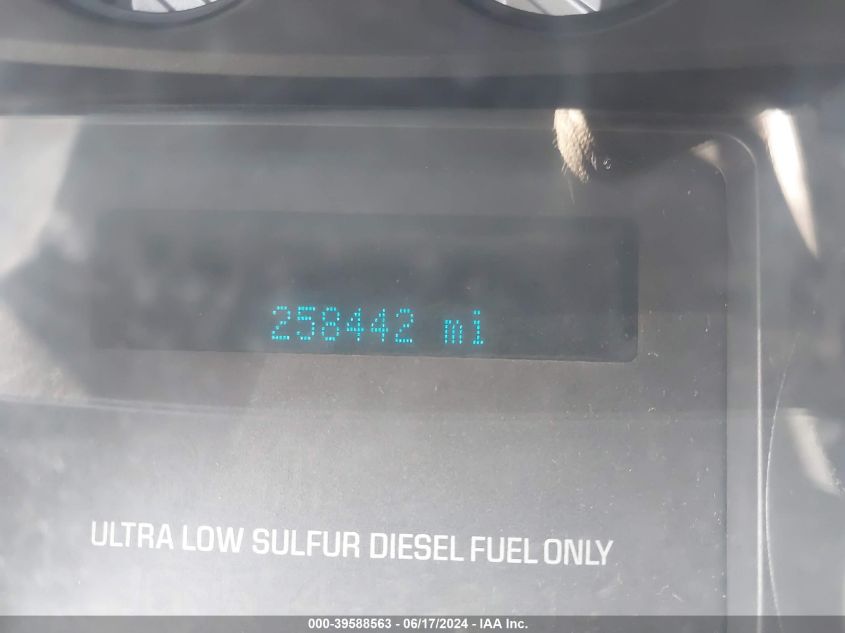 258442 mi
ULTRA LOW SULFUR DIESEL FUEL ONLY
000-39588563 - 06/17/2024 - IAA Inc.